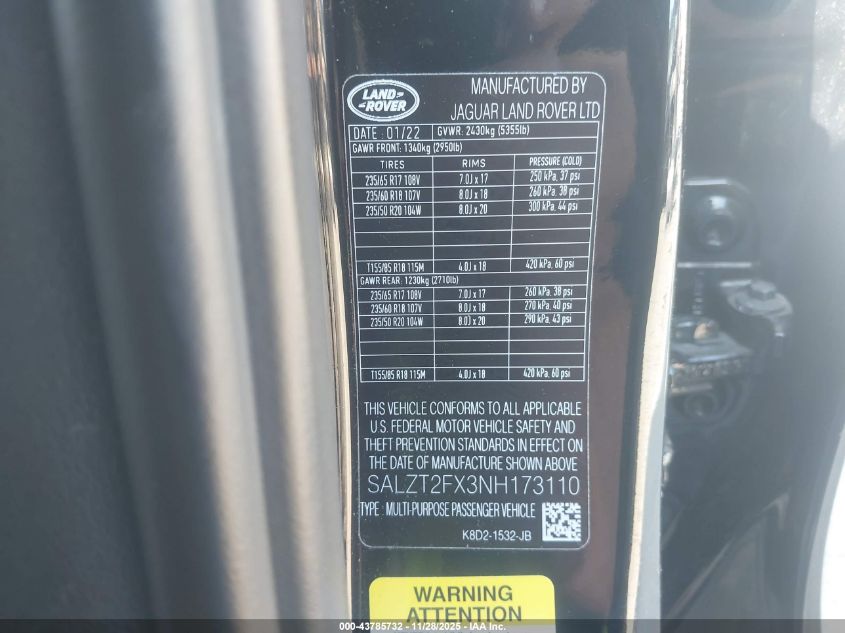 LAND ROVER
MANUFACTURED BY
JAGUAR LAND ROVER LTD
DATE : 01/22 GVWR: 2430kg (5355lb)
GAWR FRONT: 1340kg (2950lb)
TIRES RIMS PRESSURE (COLD)
235/65 R17 108V 7.0J x 17 250 kPa, 37 psi
235/60 R18 107V 8.0J x 18 260 kPa, 38 psi
235/50 R20 104W 8.0J x 20 300 kPa, 44 psi
T155/85 R18 115M 4.0J x 18 420 kPa, 60 psi
GAWR REAR: 1230kg (2710lb)
235/65 R17 108V 7.0J x 17 260 kPa, 38 psi
235/60 R18 107V 8.0J x 18 270 kPa, 40 psi
235/50 R20 104W 8.0J x 20 290 kPa, 43 psi
T155/85 R18 115M 4.0J x 18 420 kPa, 60 psi
THIS VEHICLE CONFORMS TO ALL APPLICABLE
U.S. FEDERAL MOTOR VEHICLE SAFETY AND
THEFT PREVENTION STANDARDS IN EFFECT ON
THE DATE OF MANUFACTURE SHOWN ABOVE
SALZT2FX3NH173110
TYPE : MULTI-PURPOSE PASSENGER VEHICLE
K8D2-1532-JB
WARNING
ATTENTION
000-43785732 - 11/28/2025 - IAA Inc.